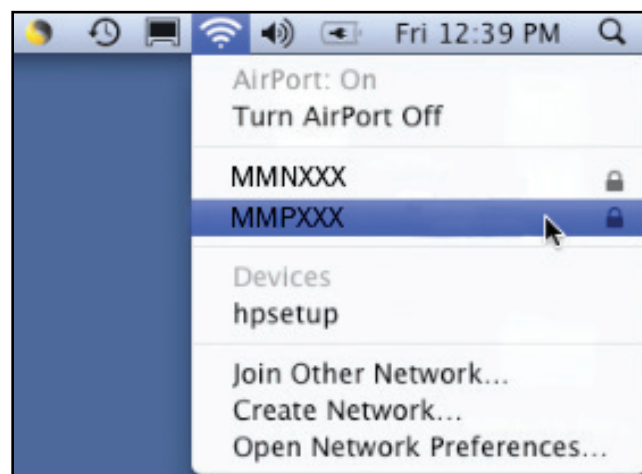 Fri 12:39 PM
AirPort: On
Turn AirPort Off
MMNXXX
MMPXXX
Devices
hpsetup
Join Other Network...
Create Network...
Open Network Preferences...